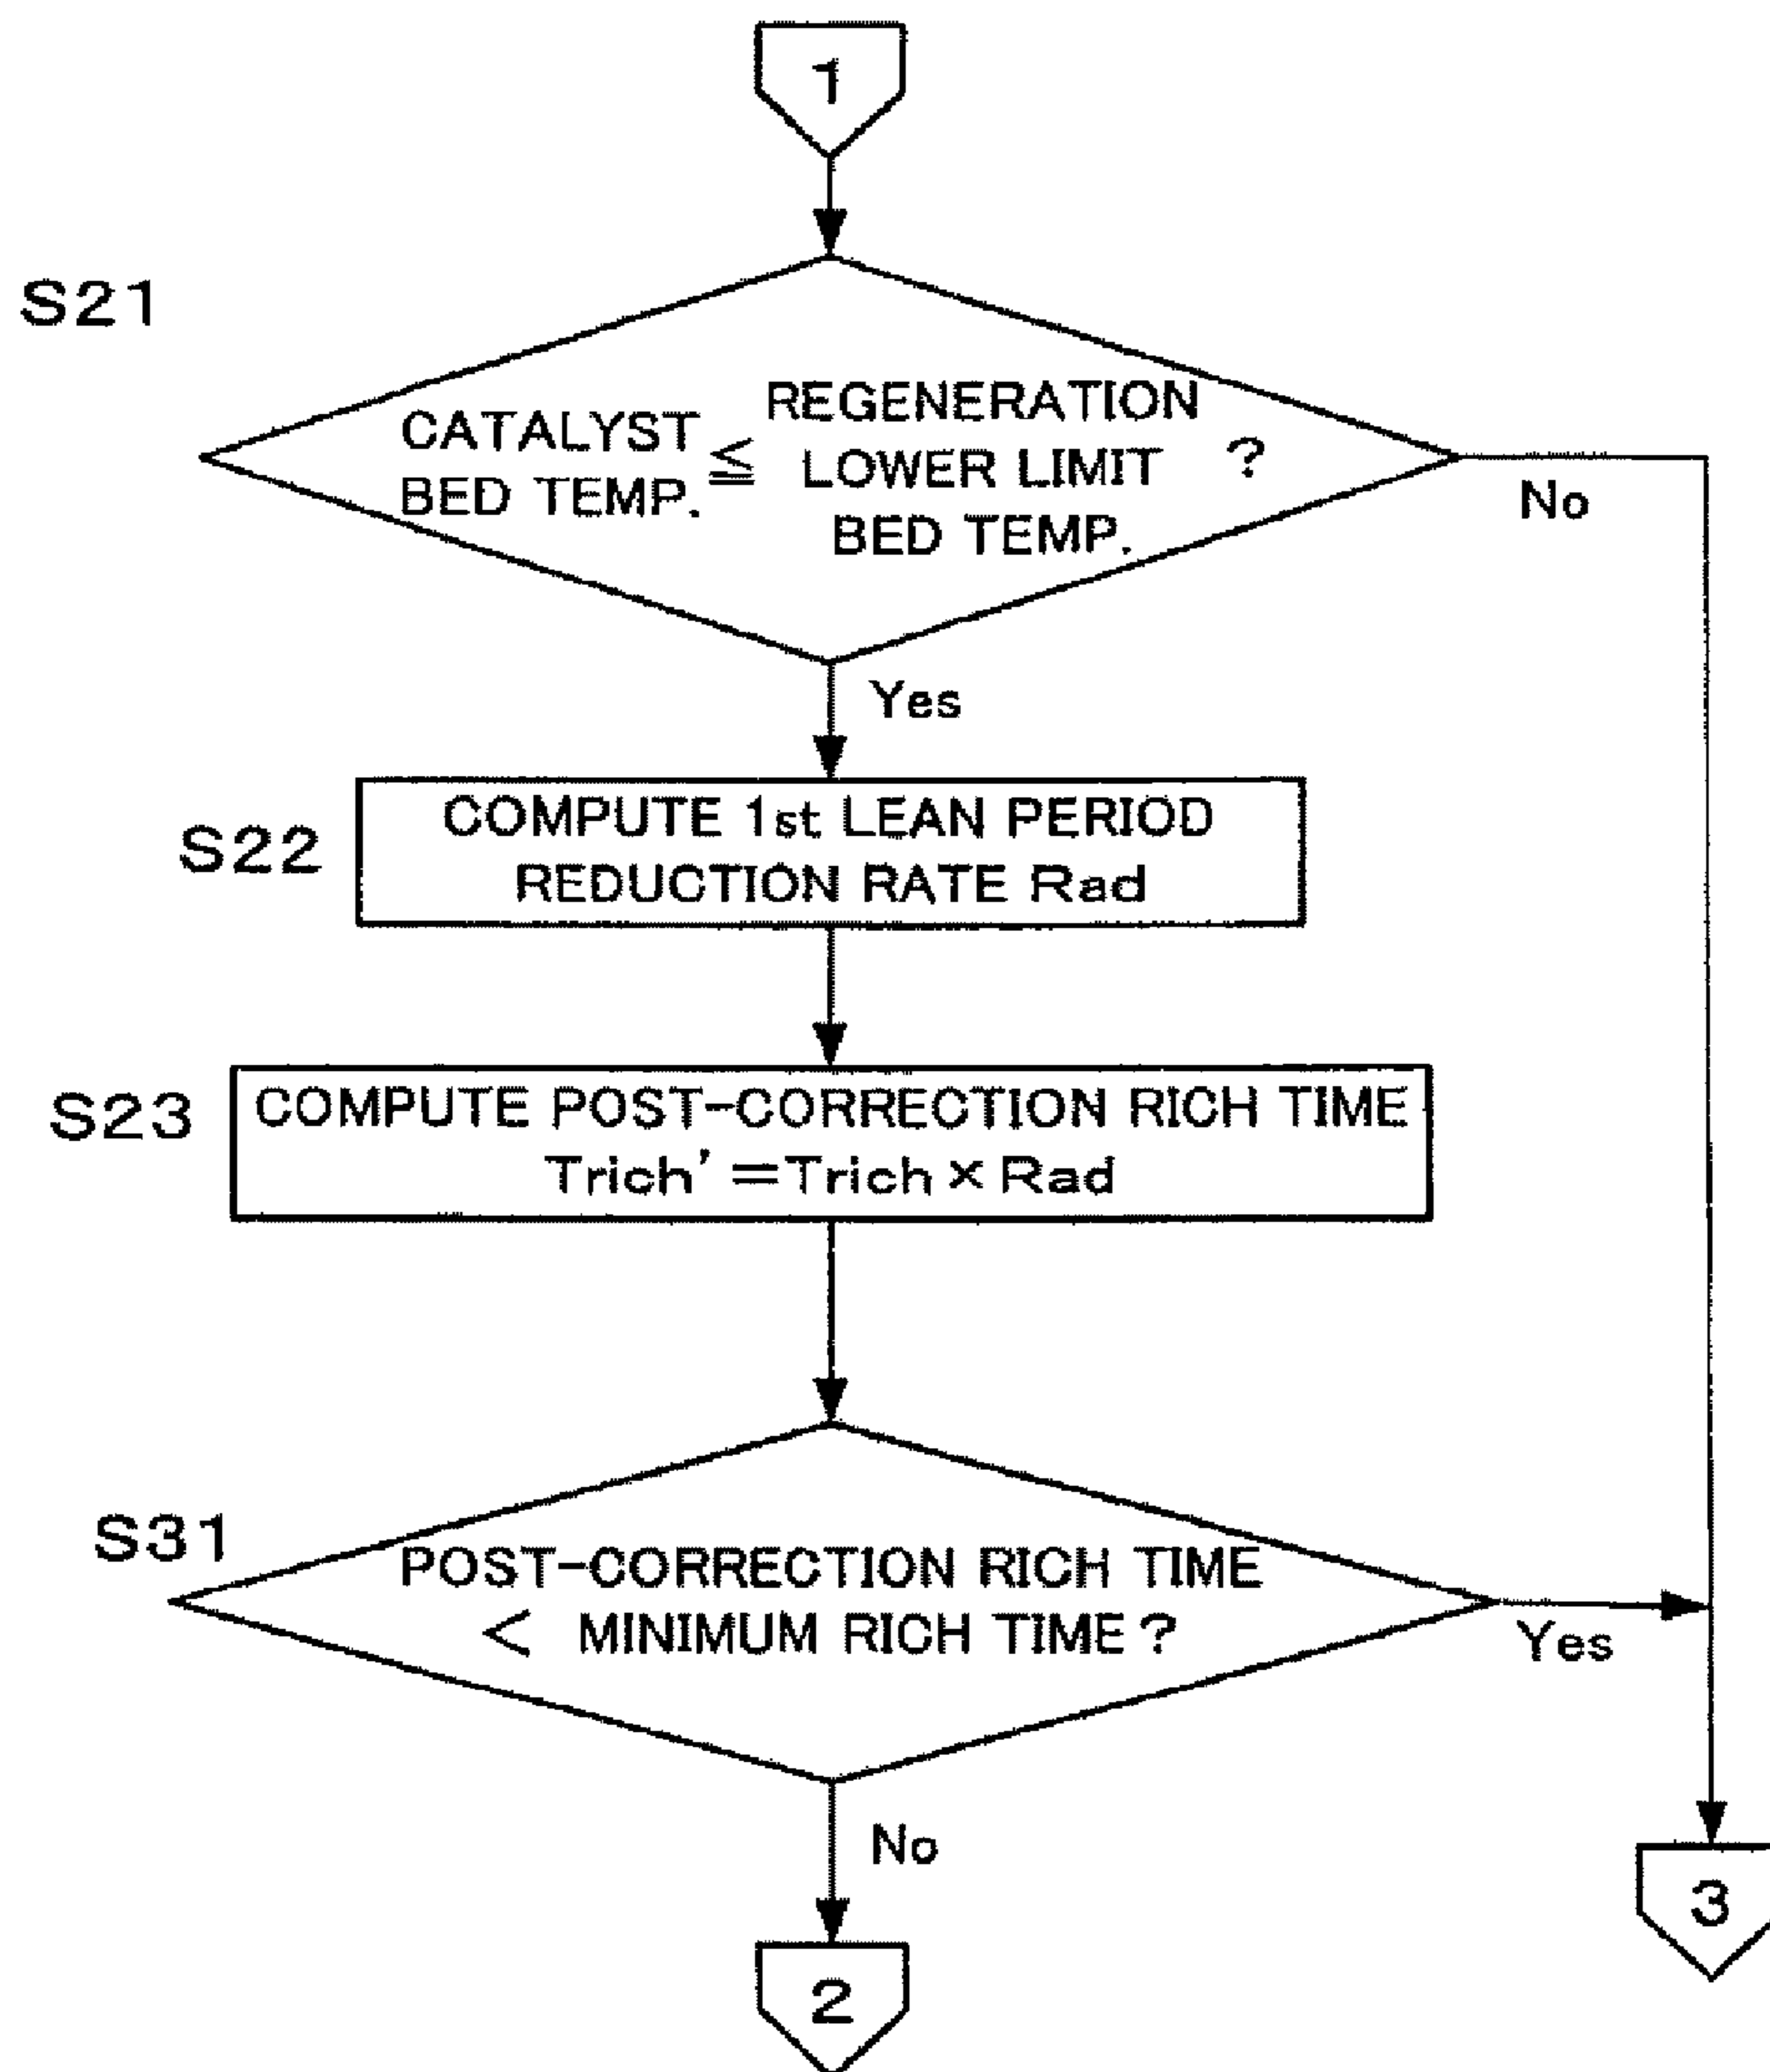 1
S21
CATALYST
BED TEMP.
≦
REGENERATION
LOWER LIMIT
BED TEMP.
?
No
Yes
S22
COMPUTE 1st LEAN PERIOD
REDUCTION RATE Rad
S23
COMPUTE POST-CORRECTION RICH TIME
Trich' = Trich × Rad
S31
POST-CORRECTION RICH TIME
< MINIMUM RICH TIME ?
Yes
No
3
2